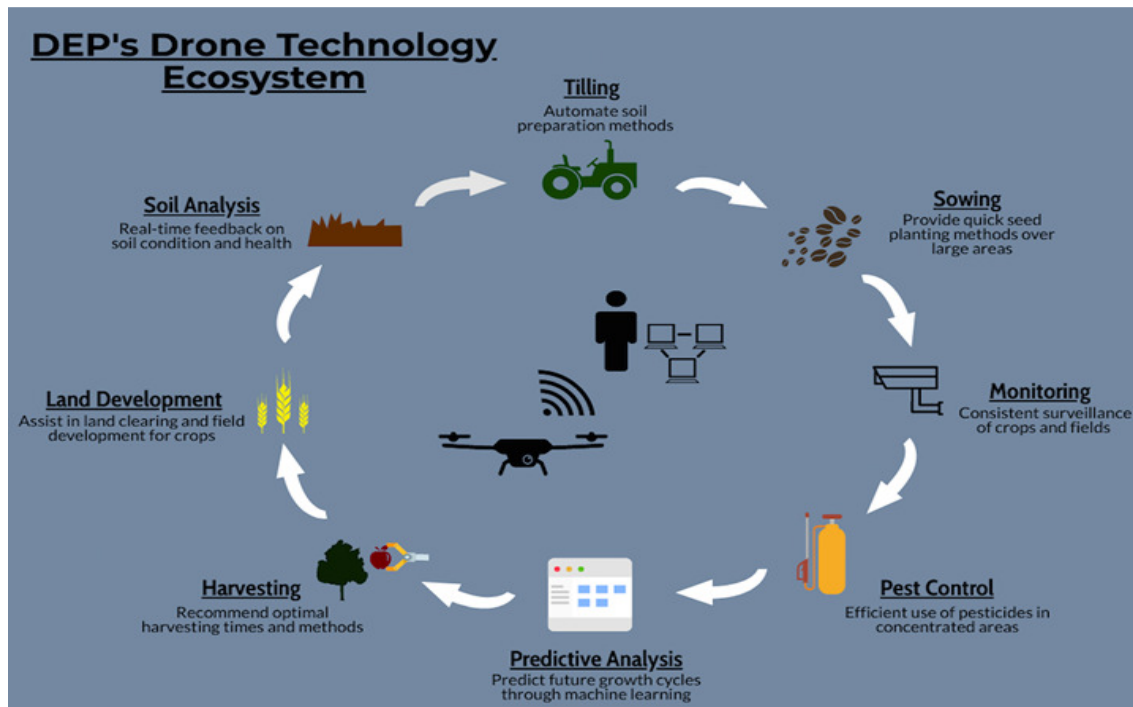 DEP's Drone Technology
Ecosystem
Tilling
Automate soil
preparation methods
Sowing
Provide quick seed
planting methods over
large areas
Monitoring
Consistent surveillance
of crops and fields
Pest Control
Efficient use of pesticides in
concentrated areas
Predictive Analysis
Predict future growth cycles
through machine learning
Harvesting
Recommend optimal
harvesting times and methods
Land Development
Assist in land clearing and field
development for crops
Soil Analysis
Real-time feedback on
soil condition and health